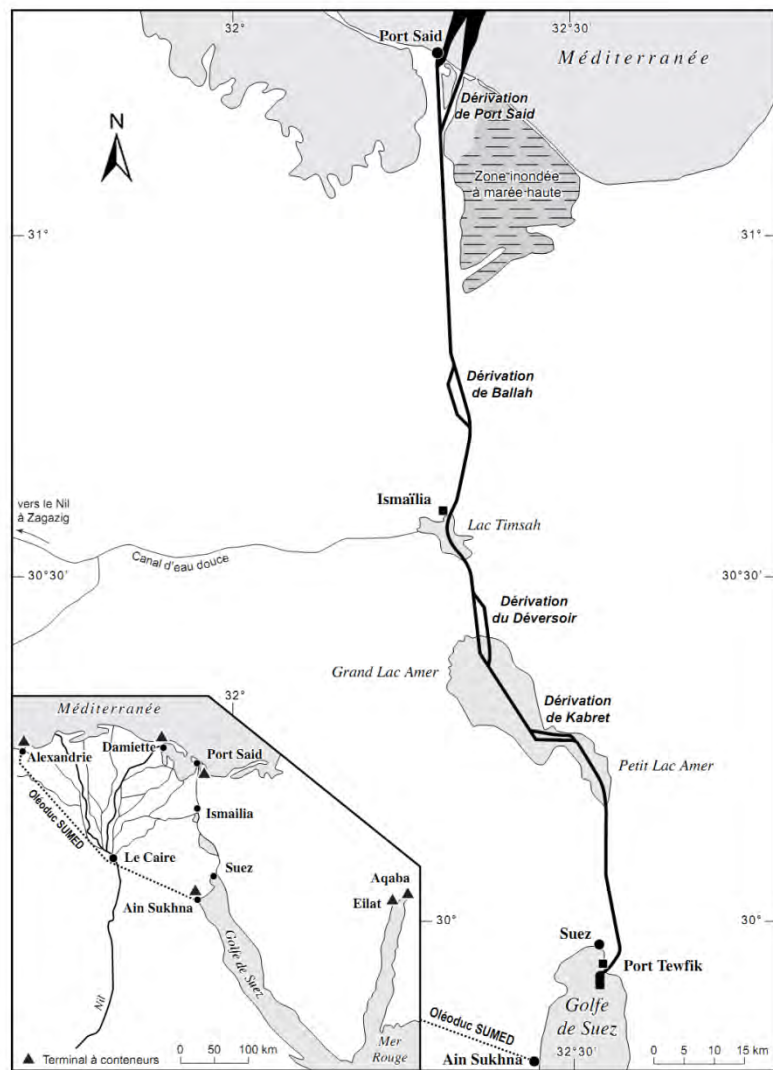 32°
32°30'
Port Said
Méditerranée
Dérivation
de Port Said
N
Zone inondée
à marée haute
31°
31°
Dérivation
de Ballah
Ismaïlia
vers le Nil
à Zagazig
Lac Timsah
Canal d'eau douce
30°30'
30°30'
Dérivation
du Déversoir
Grand Lac Amer
Dérivation
de Kabret
Petit Lac Amer
32°
Méditerranée
Damiette
Port Said
Alexandrie
Oléoduc SUMED
Ismailia
Le Caire
Suez
Aqaba
Eilat
Ain Sukhna
Golfe de Suez
Nil
Mer
Rouge
Terminal à conteneurs
0 50 100 km
30°
30°
Suez
Port Tewfik
Golfe
de Suez
Oléoduc SUMED
Ain Sukhna
32°30'
0 5 10 15 km